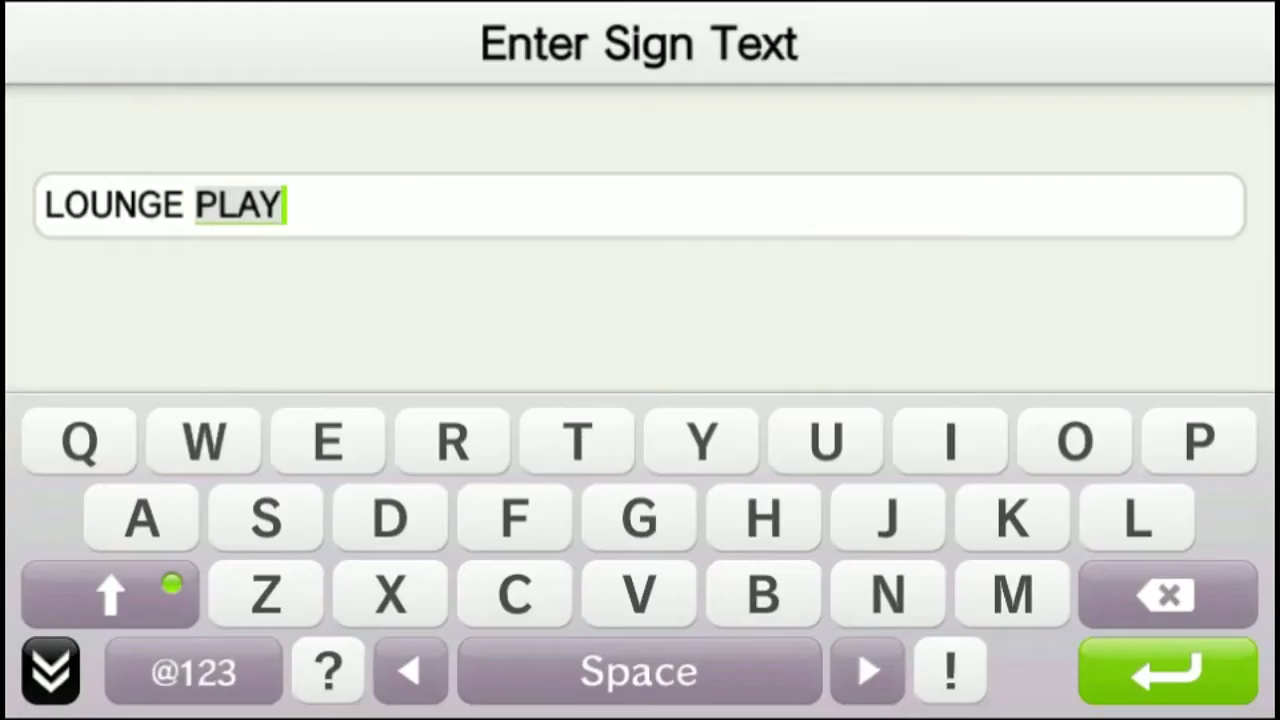 Enter Sign Text
LOUNGE PLAY
Q W E R T Y U I O P
A S D F G H J K L
Z X C V B N M
@123 ? Space !